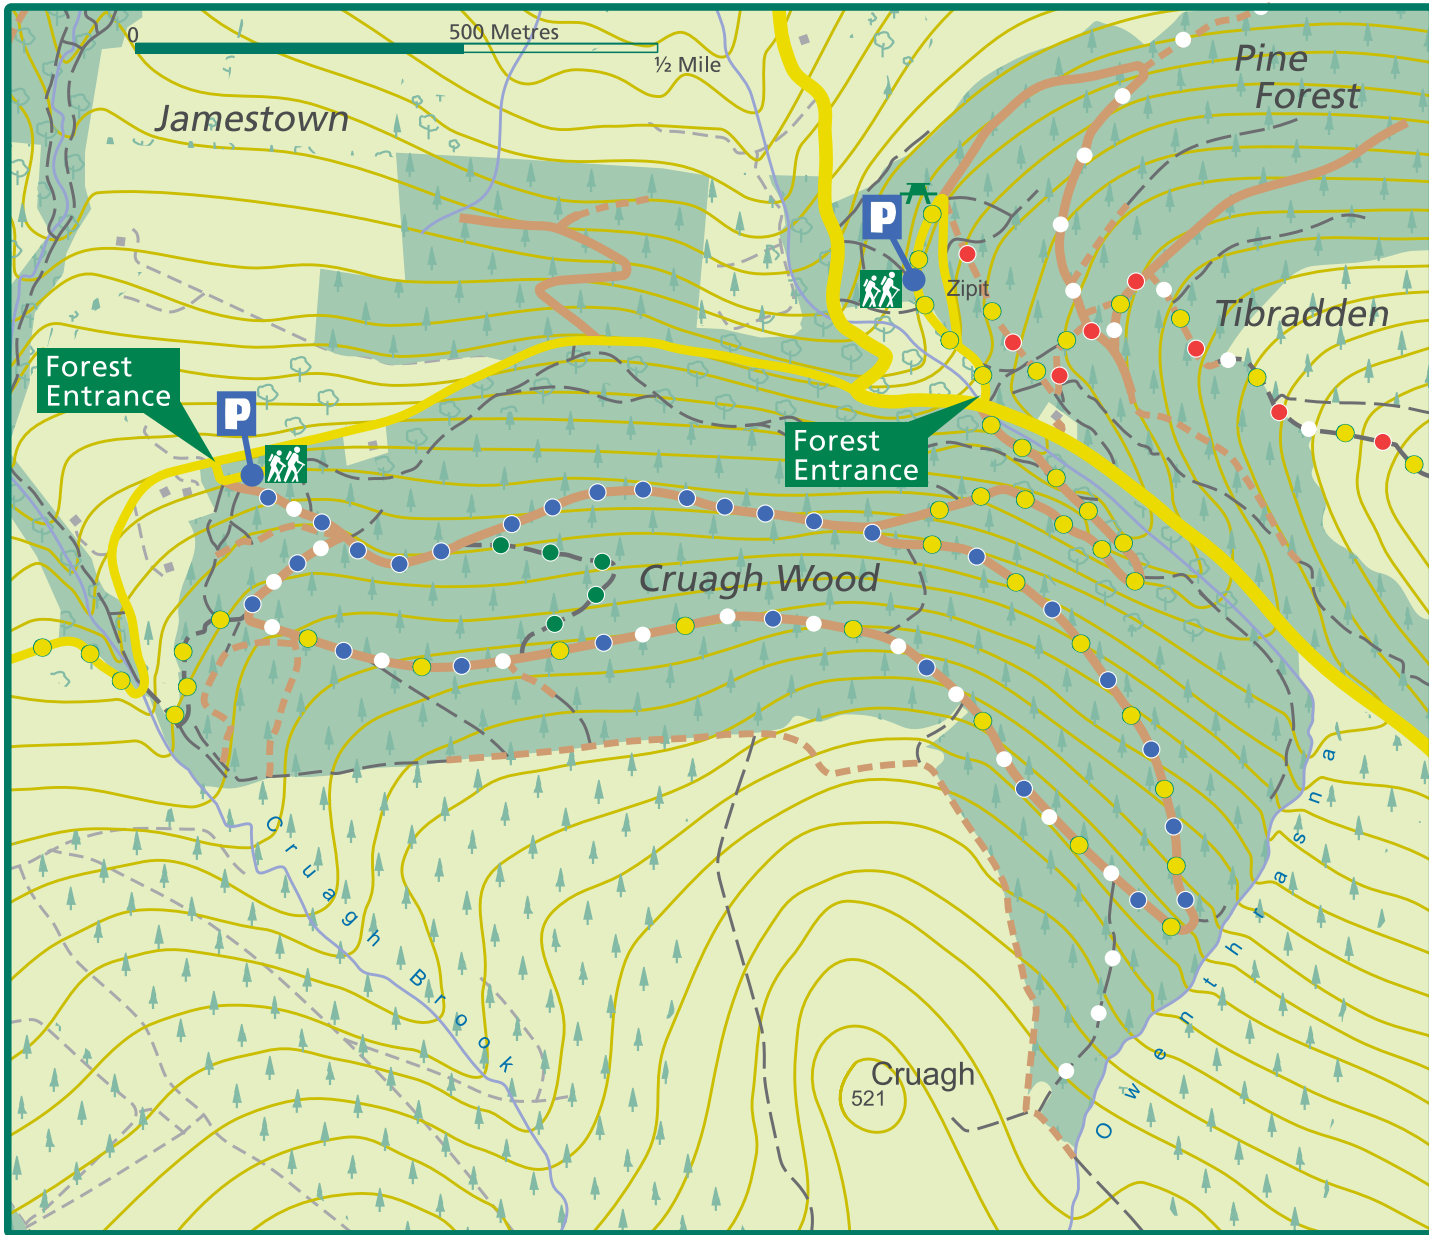 0
500 Metres
½ Mile
Pine
Forest
Jamestown
P
Zipit
Tibradden
Forest
Entrance
P
Forest
Entrance
Cruagh Wood
Cruagh Brook
Owenthrasna
Cruagh
521